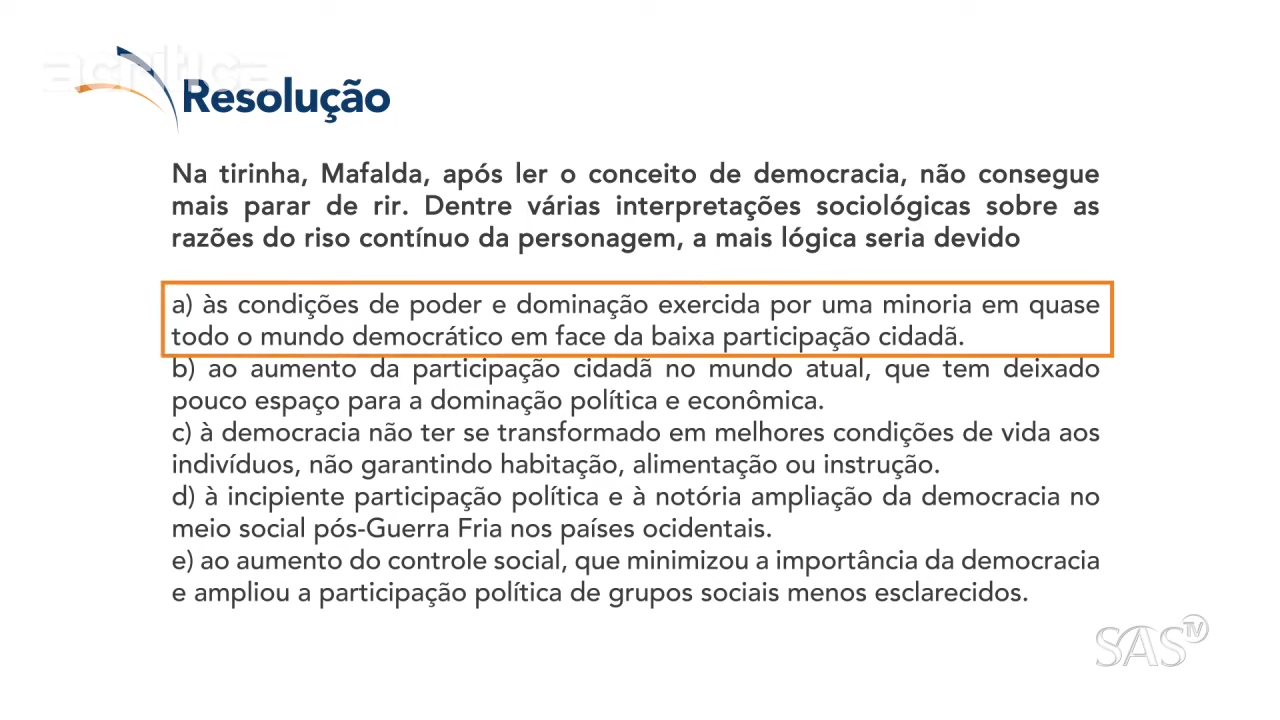 acrítica
Resolução
Na tirinha, Mafalda, após ler o conceito de democracia, não consegue
mais parar de rir. Dentre várias interpretações sociológicas sobre as
razões do riso contínuo da personagem, a mais lógica seria devido
a) às condições de poder e dominação exercida por uma minoria em quase
todo o mundo democrático em face da baixa participação cidadã.
b) ao aumento da participação cidadã no mundo atual, que tem deixado
pouco espaço para a dominação política e econômica.
c) à democracia não ter se transformado em melhores condições de vida aos
indivíduos, não garantindo habitação, alimentação ou instrução.
d) à incipiente participação política e à notória ampliação da democracia no
meio social pós-Guerra Fria nos países ocidentais.
e) ao aumento do controle social, que minimizou a importância da democracia
e ampliou a participação política de grupos sociais menos esclarecidos.
SAS TV